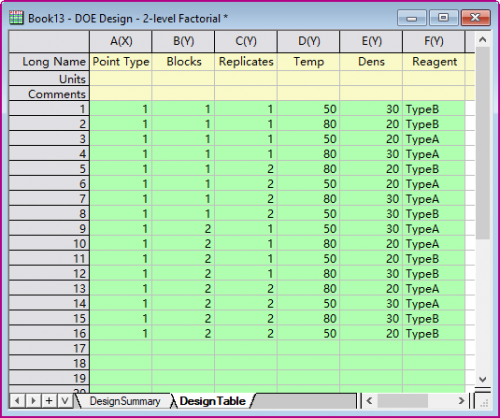 Book13 - DOE Design - 2-level Factorial *
A(X) B(Y) C(Y) D(Y) E(Y) F(Y)
Long Name Point Type Blocks Replicates Temp Dens Reagent
Units
Comments
1 1 1 1 50 30 TypeB
2 1 1 1 80 20 TypeB
3 1 1 1 50 20 TypeA
4 1 1 1 80 30 TypeA
5 1 1 2 80 20 TypeB
6 1 1 2 50 20 TypeA
7 1 1 2 80 30 TypeA
8 1 1 2 50 30 TypeB
9 1 2 1 50 30 TypeA
10 1 2 1 80 20 TypeA
11 1 2 1 50 20 TypeB
12 1 2 1 80 30 TypeB
13 1 2 2 80 20 TypeA
14 1 2 2 50 30 TypeA
15 1 2 2 80 30 TypeB
16 1 2 2 50 20 TypeB
17
18
19
DesignSummary DesignTable